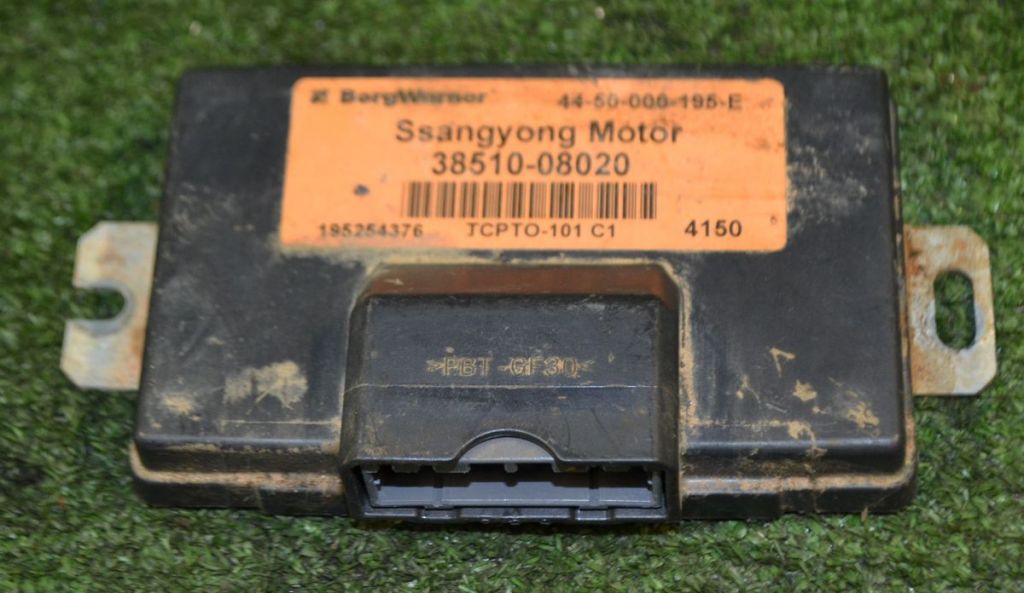 BorgWarner 44-50-000-195-E
Ssangyong Motor
38510-08020
195254376 TCPTO-101 C1 4150
>PBT-GF30<